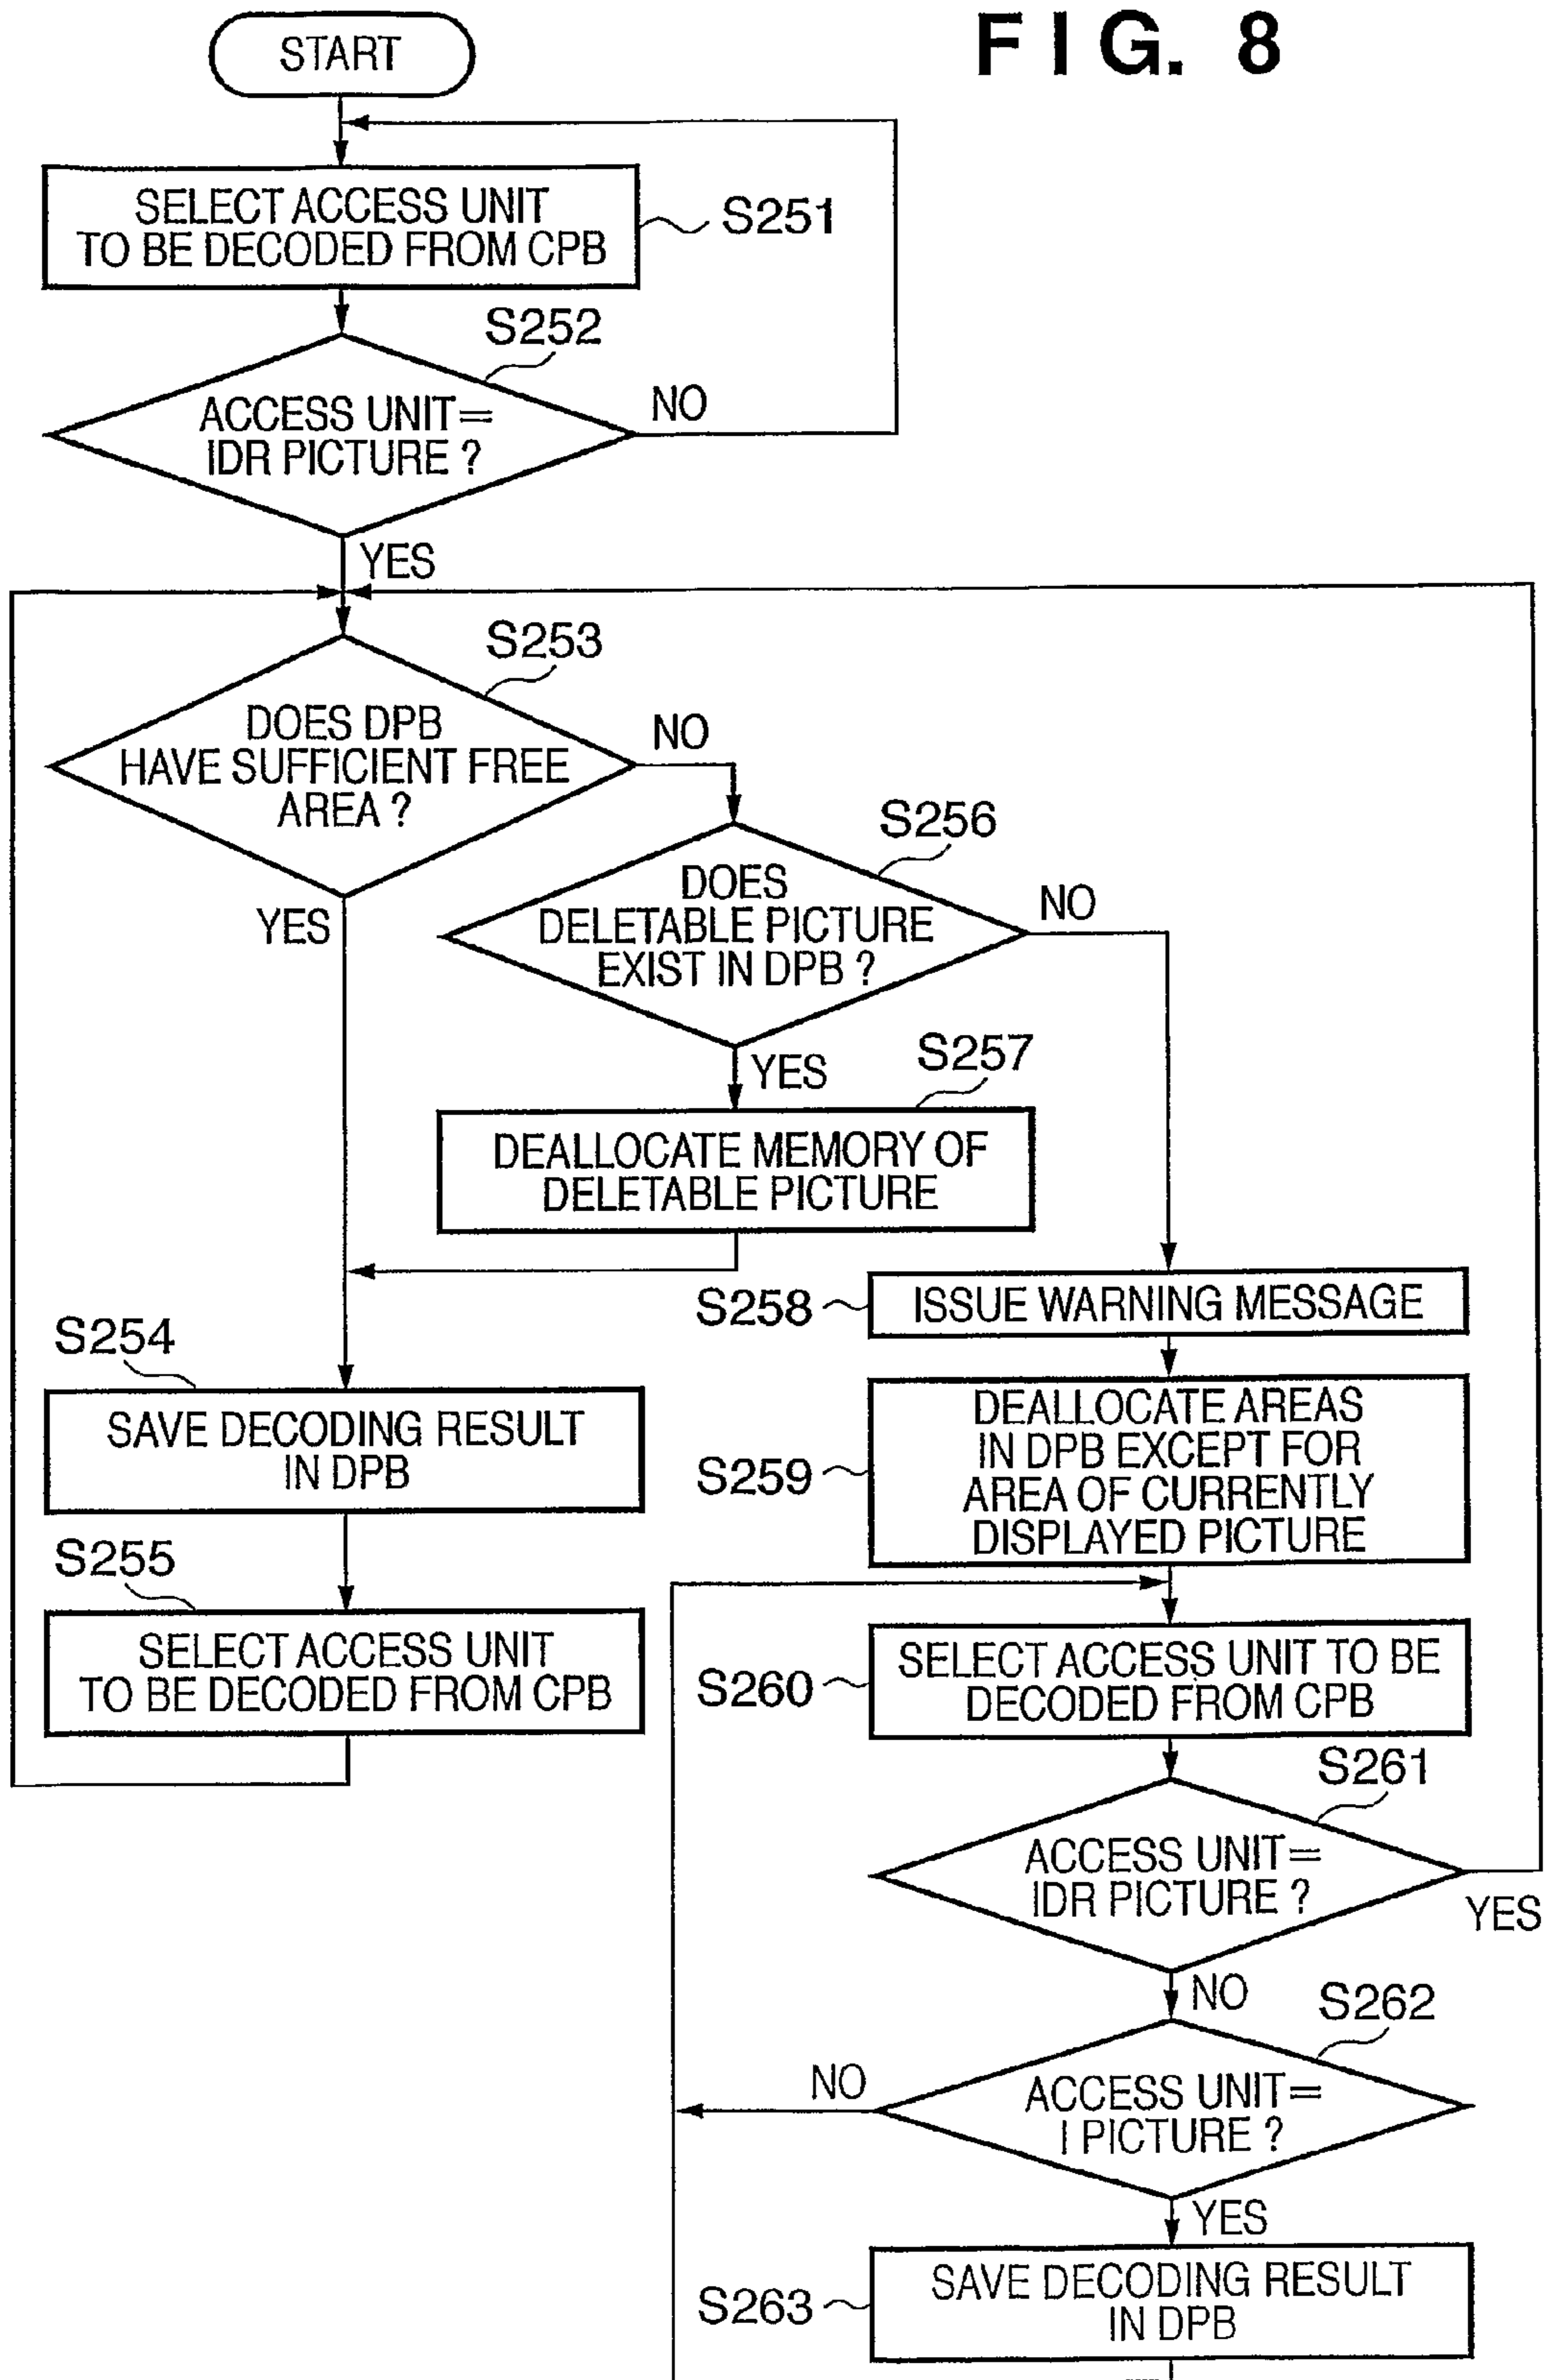 FIG. 8
START
SELECT ACCESS UNIT
TO BE DECODED FROM CPB
S251
S252
ACCESS UNIT=
IDR PICTURE ?
NO
YES
S253
DOES DPB
HAVE SUFFICIENT FREE
AREA ?
NO
YES
S256
DOES
DELETABLE PICTURE
EXIST IN DPB ?
NO
YES
S257
DEALLOCATE MEMORY OF
DELETABLE PICTURE
S258
ISSUE WARNING MESSAGE
S254
SAVE DECODING RESULT
IN DPB
S259
DEALLOCATE AREAS
IN DPB EXCEPT FOR
AREA OF CURRENTLY
DISPLAYED PICTURE
S255
SELECT ACCESS UNIT
TO BE DECODED FROM CPB
S260
SELECT ACCESS UNIT TO BE
DECODED FROM CPB
S261
ACCESS UNIT=
IDR PICTURE ?
YES
NO
S262
ACCESS UNIT=
I PICTURE ?
NO
YES
S263
SAVE DECODING RESULT
IN DPB